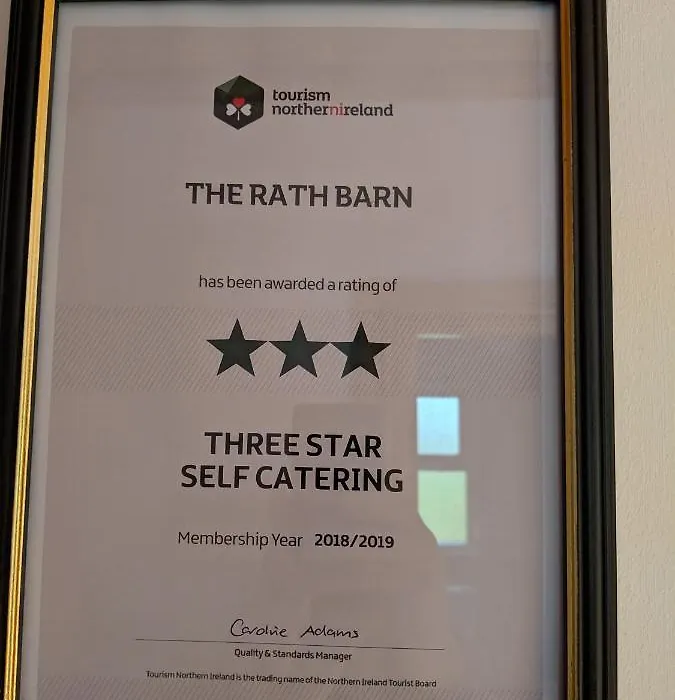 tourism
northernireland
THE RATH BARN
has been awarded a rating of
THREE STAR
SELF CATERING
Membership Year 2018/2019
Caroline Adams
Quality & Standards Manager
Tourism Northern Ireland is the trading name of the Northern Ireland Tourist Board